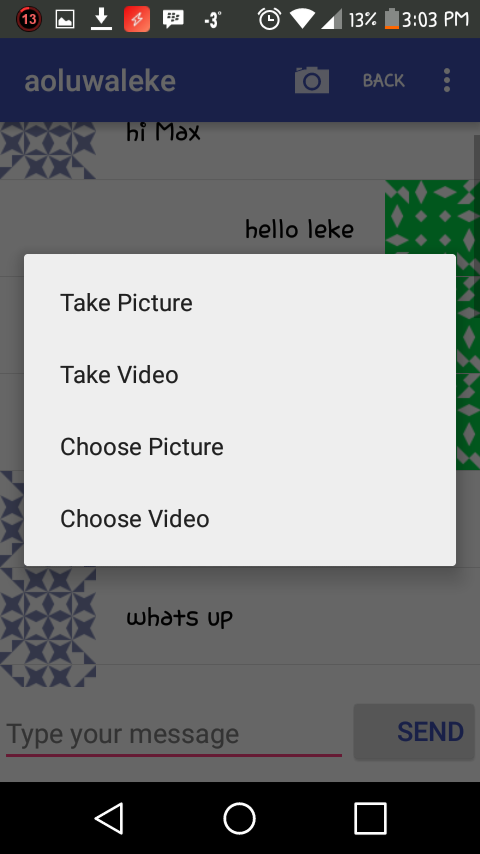 13
-3°
13%
3:03 PM
aoluwaleke
BACK
hi Max
hello leke
Take Picture
Take Video
Choose Picture
Choose Video
whats up
Type your message
SEND